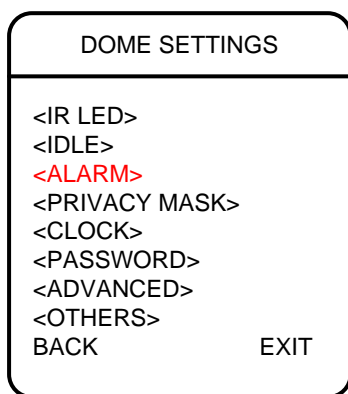 DOME SETTINGS
<IR LED>
<IDLE>
<ALARM>
<PRIVACY MASK>
<CLOCK>
<PASSWORD>
<ADVANCED>
<OTHERS>
BACK EXIT